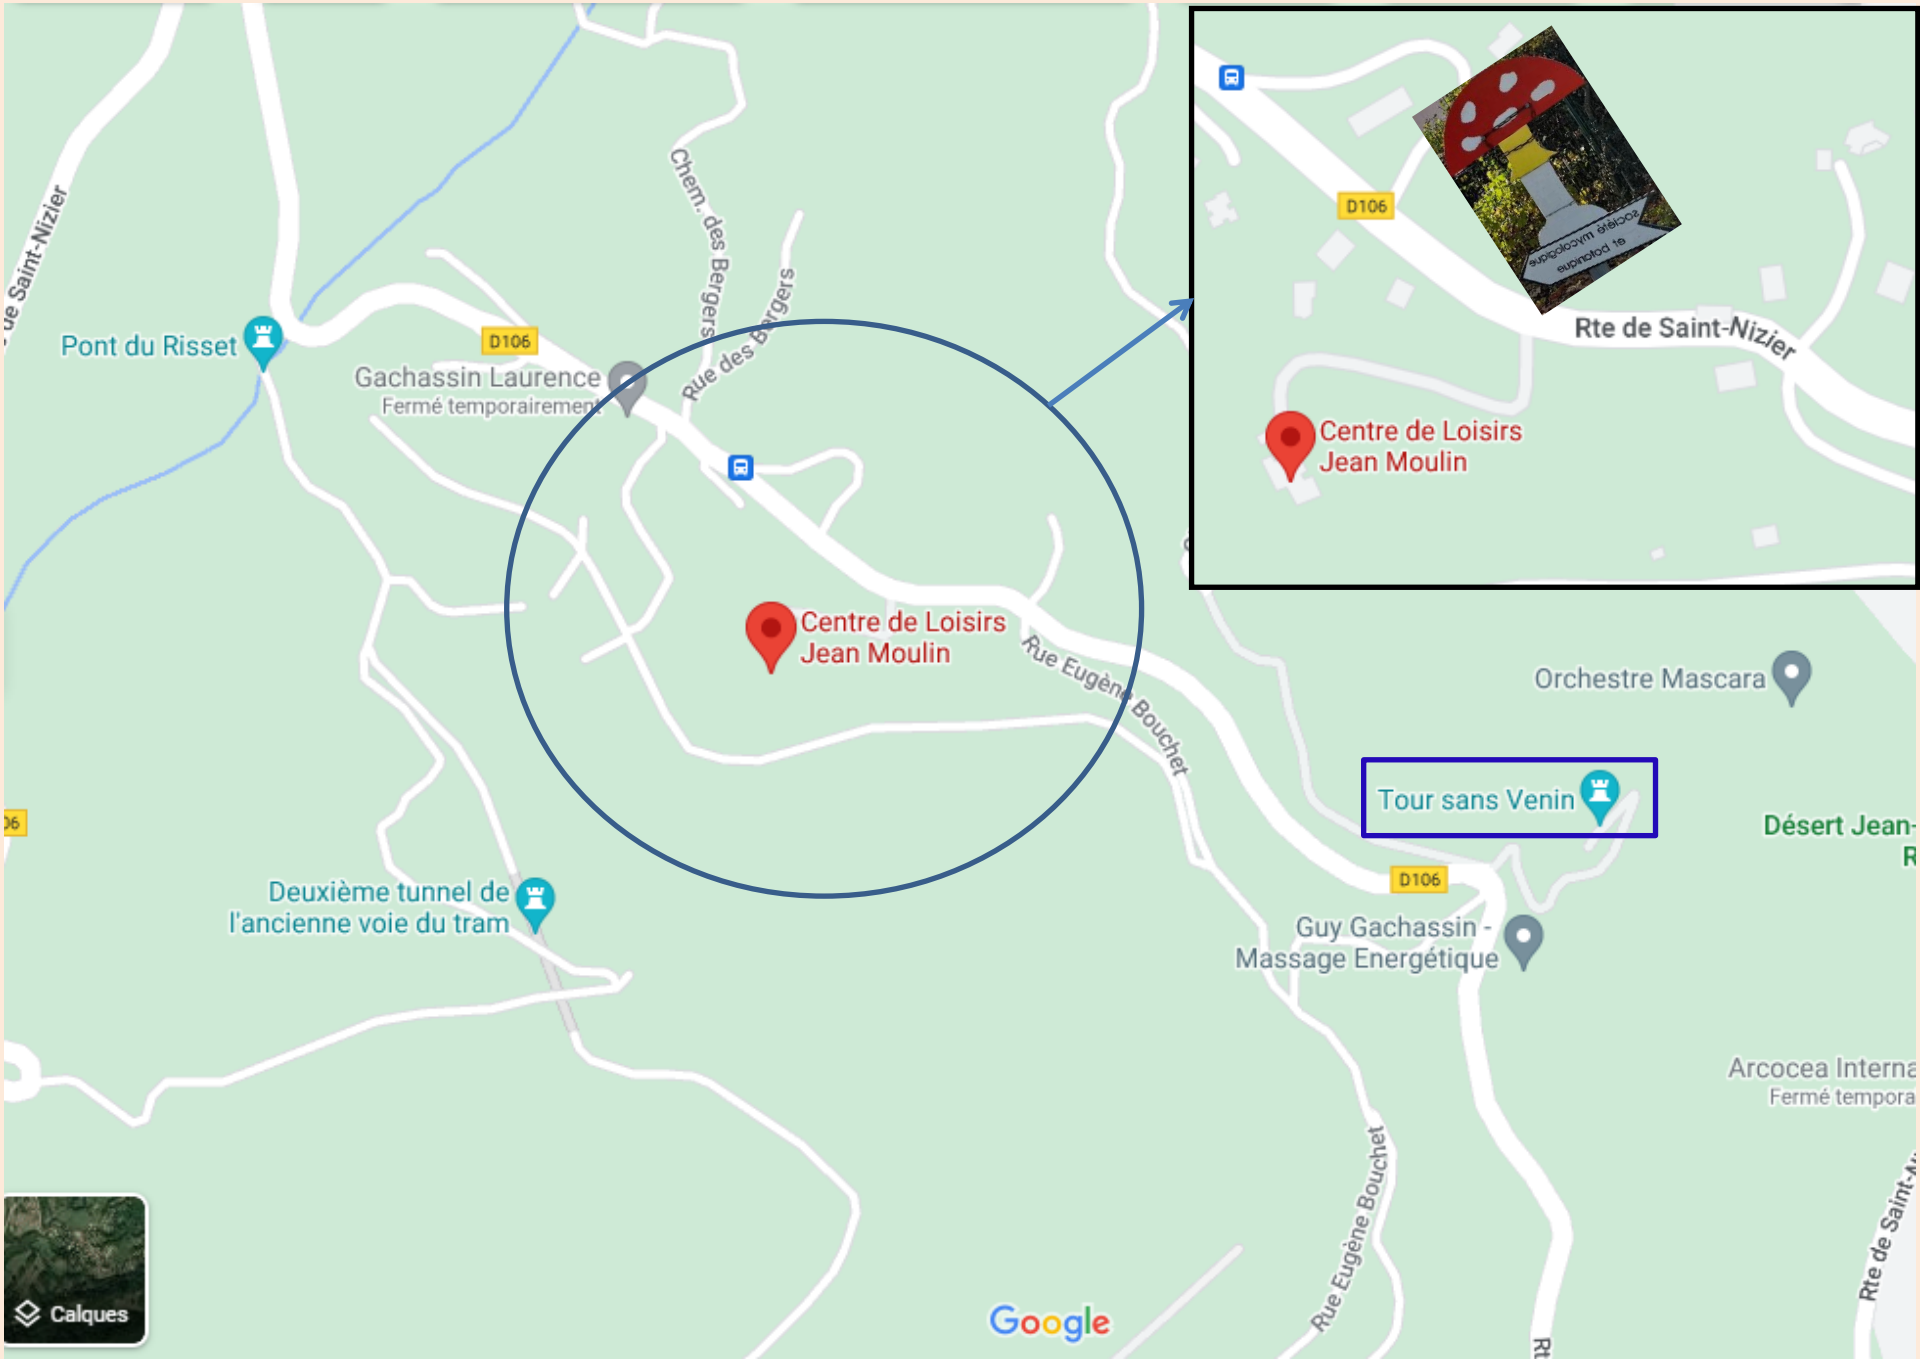 de Saint-Nizier
Pont du Risset
D106
Gachassin Laurence
Fermé temporairement
Chem. des Bergers
Rue des Bergers
Centre de Loisirs
Jean Moulin
Rue Eugène Bouchet
D106
Rte de Saint-Nizier
Centre de Loisirs
Jean Moulin
société mycologique
et botanique
Orchestre Mascara
Tour sans Venin
Désert Jean-
R
06
D106
Deuxième tunnel de
l'ancienne voie du tram
Guy Gachassin -
Massage Energétique
Arcocea Interna
Fermé tempora
Rue Eugène Bouchet
Rte de Saint-Ni
Rt
Calques
Google